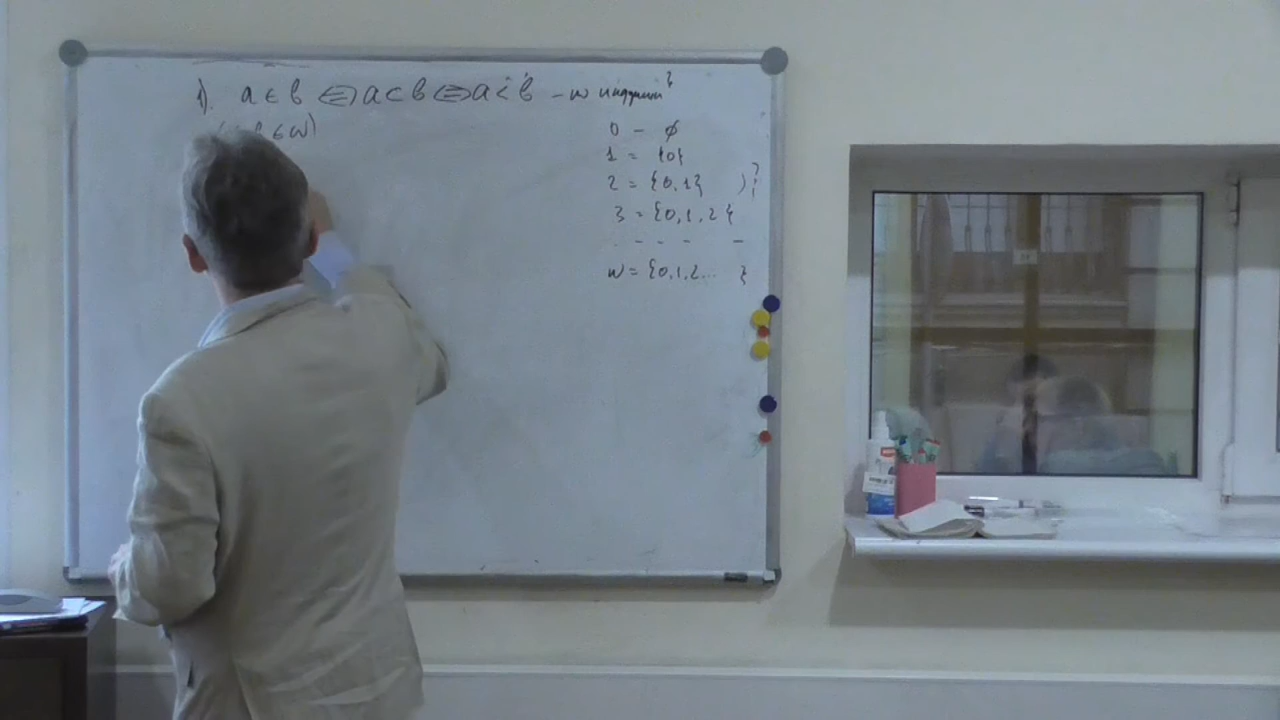 1). a ∈ b ⇔ a ⊂ b ⇔ a < b – ω
b ∈ ω)
0 – ∅
1 = {0}
2 = {0,1} )?
3 = {0,1,2}
- - - - -
ω = {0,1,2... }